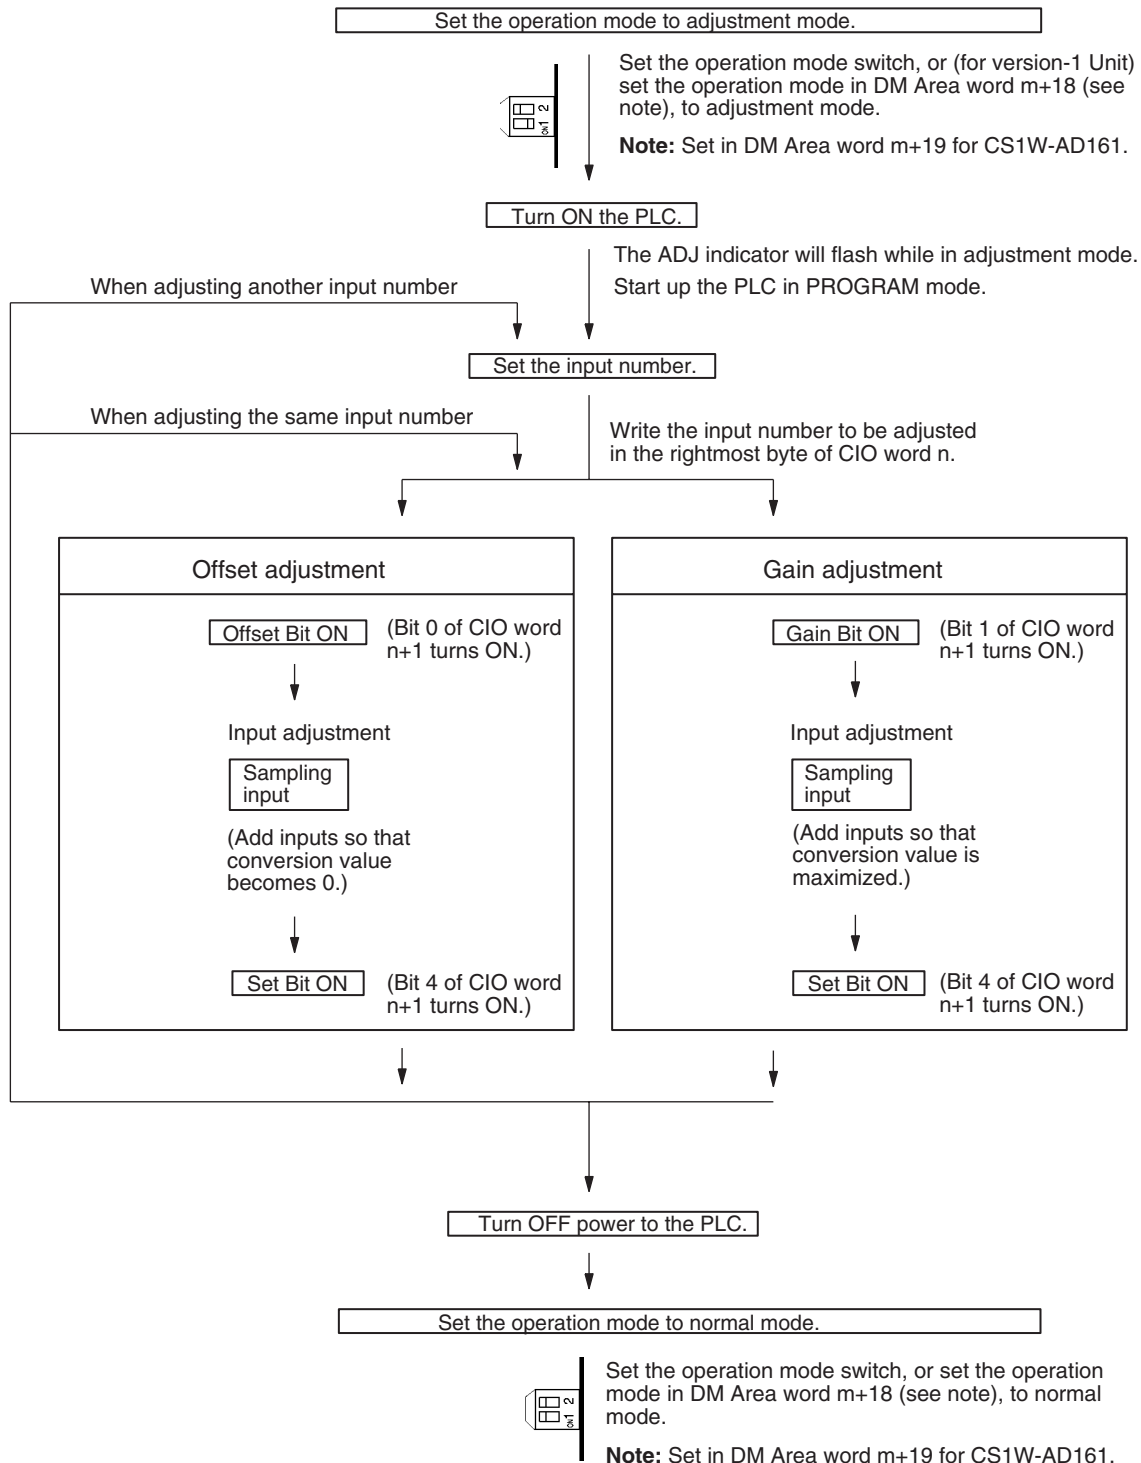 Set the operation mode to adjustment mode.
Set the operation mode switch, or (for version-1 Unit)
set the operation mode in DM Area word m+18 (see
note), to adjustment mode.
Note: Set in DM Area word m+19 for CS1W-AD161.
ON 1 2
Turn ON the PLC.
The ADJ indicator will flash while in adjustment mode.
Start up the PLC in PROGRAM mode.
When adjusting another input number
Set the input number.
When adjusting the same input number
Write the input number to be adjusted
in the rightmost byte of CIO word n.
Offset adjustment
Offset Bit ON
(Bit 0 of CIO word
n+1 turns ON.)
Input adjustment
Sampling
input
(Add inputs so that
conversion value
becomes 0.)
Set Bit ON
(Bit 4 of CIO word
n+1 turns ON.)
Gain adjustment
Gain Bit ON
(Bit 1 of CIO word
n+1 turns ON.)
Input adjustment
Sampling
input
(Add inputs so that
conversion value is
maximized.)
Set Bit ON
(Bit 4 of CIO word
n+1 turns ON.)
Turn OFF power to the PLC.
Set the operation mode to normal mode.
ON 1 2
Set the operation mode switch, or set the operation
mode in DM Area word m+18 (see note), to normal
mode.
Note: Set in DM Area word m+19 for CS1W-AD161.